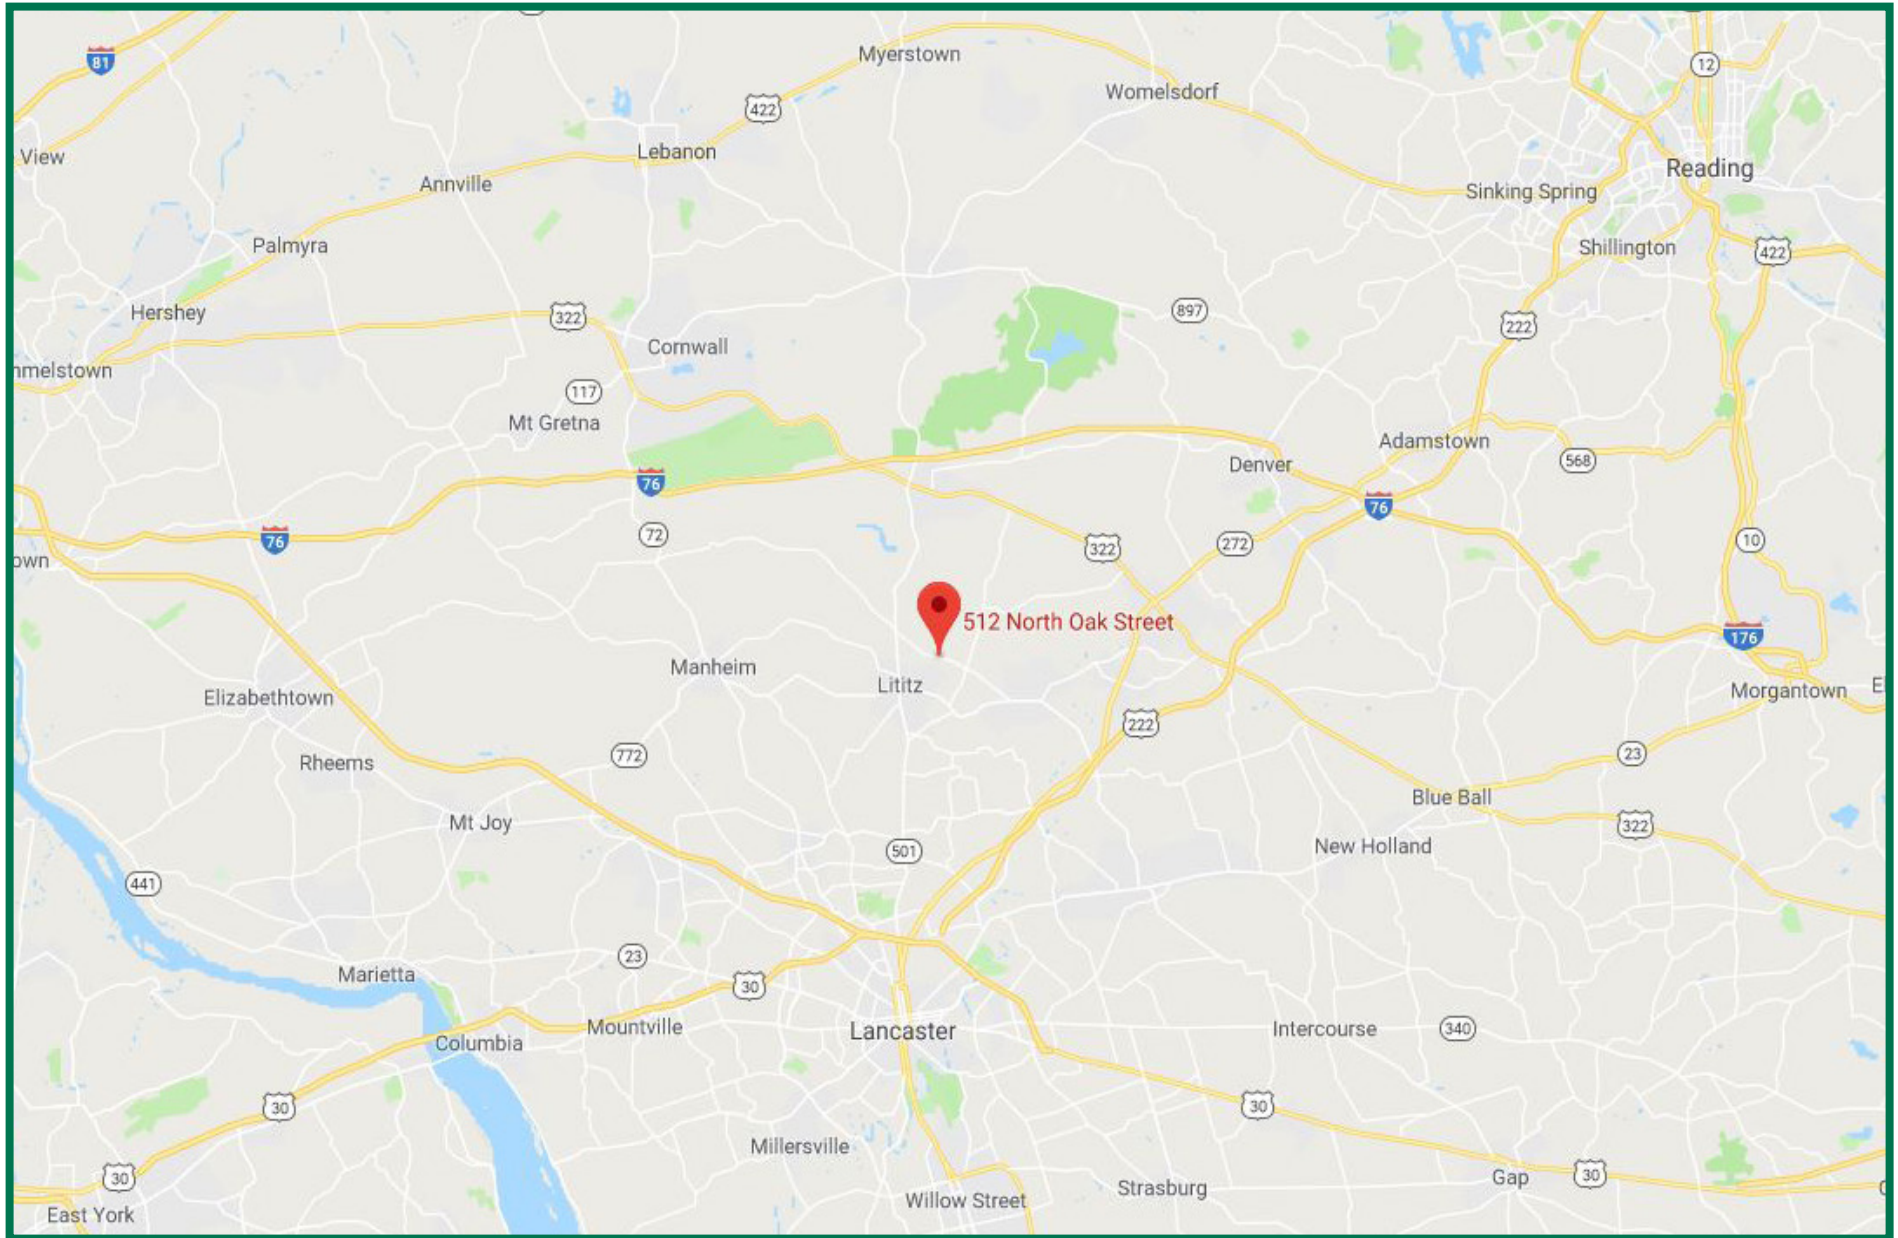 81
Myerstown
12
422
Womelsdorf
View
Lebanon
Reading
Annville
Sinking Spring
Palmyra
Shillington
422
Hershey
322
897
222
Cornwall
mmelstown
117
Mt Gretna
Adamstown
Denver
568
76
76
72
76
322
272
10
own
512 North Oak Street
176
Manheim
Lititz
Elizabethtown
Morgantown
El
222
772
Rheems
23
Blue Ball
Mt Joy
322
501
New Holland
441
23
Marietta
30
Mountville
Lancaster
Intercourse
340
Columbia
30
30
Millersville
30
Gap
30
Strasburg
Willow Street
East York